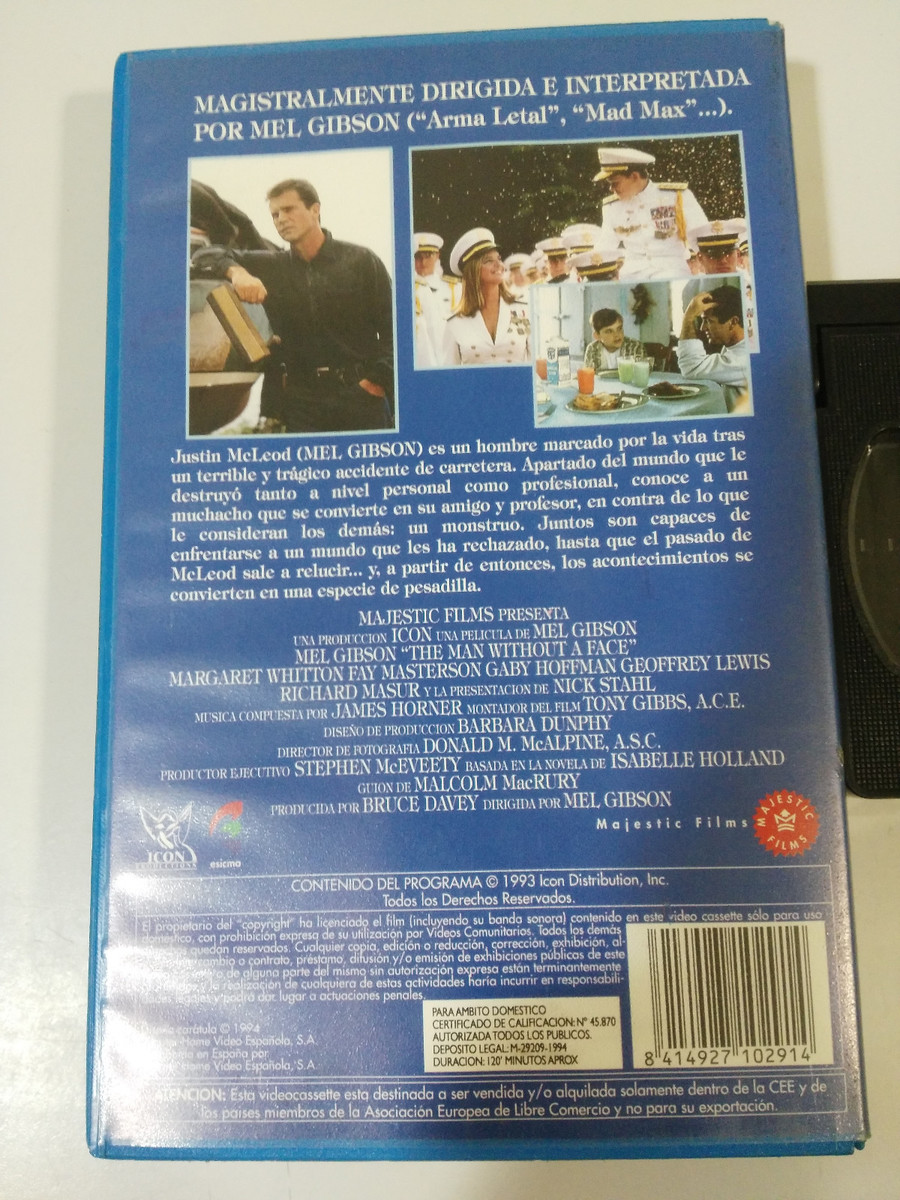 MAGISTRALMENTE DIRIGIDA E INTERPRETADA
POR MEL GIBSON ("Arma Letal", "Mad Max"...).
Justin McLeod (MEL GIBSON) es un hombre marcado por la vida tras
un terrible y trágico accidente de carretera. Apartado del mundo que le
destruyó tanto a nivel personal como profesional, conoce a un
muchacho que se convierte en su amigo y profesor, en contra de lo que
le consideran los demás: un monstruo. Juntos son capaces de
enfrentarse a un mundo que les ha rechazado, hasta que el pasado de
McLeod sale a relucir... y, a partir de entonces, los acontecimientos se
convierten en una especie de pesadilla.
MAJESTIC FILMS PRESENTA
UNA PRODUCCION ICON UNA PELICULA DE MEL GIBSON
MEL GIBSON "THE MAN WITHOUT A FACE"
MARGARET WHITTON FAY MASTERSON GABY HOFFMAN GEOFFREY LEWIS
RICHARD MASUR Y LA PRESENTACION DE NICK STAHL
MUSICA COMPUESTA POR JAMES HORNER MONTADOR DEL FILM TONY GIBBS, A.C.E.
DISEÑO DE PRODUCCION BARBARA DUNPHY
DIRECTOR DE FOTOGRAFIA DONALD M. McALPINE, A.S.C.
PRODUCTOR EJECUTIVO STEPHEN McEVEETY BASADA EN LA NOVELA DE ISABELLE HOLLAND
GUION DE MALCOLM MacRURY
PRODUCIDA POR BRUCE DAVEY DIRIGIDA POR MEL GIBSON
Majestic Films
MAJESTIC FILMS
ICON
PRODUCTIONS
esicma
CONTENIDO DEL PROGRAMA © 1993 Icon Distribution, Inc.
Todos los Derechos Reservados.
El propietario del "copyright" ha licenciado el film (incluyendo su banda sonora) contenido en este video cassette sólo para uso
doméstico, con prohibición expresa de su utilización por Vídeos Comunitarios. Todos los demás
quedan reservados. Cualquier copia, edición o reducción, corrección, exhibición, al-
cambio o contrato, préstamo, difusión y/o emisión de exhibiciones públicas de este
de alguna parte del mismo sin autorización expresa están terminantemente
y la realización de cualquiera de estas actividades haría incurrir en responsabili-
legales y podrá dar lugar a actuaciones penales.
carátula © 1994
Home Video Española, S.A.
en España por
Home Video Española, S.A.
PARA AMBITO DOMESTICO
CERTIFICADO DE CALIFICACION: Nº 45.870
AUTORIZADA TODOS LOS PUBLICOS.
DEPOSITO LEGAL: M-29209-1994
DURACION: 120' MINUTOS APROX
8 414927 102914
ATENCION: Esta videocassette esta destinada a ser vendida y/o alquilada solamente dentro de la CEE y de
los paises miembros de la Asociación Europea de Libre Comercio y no para su exportación.